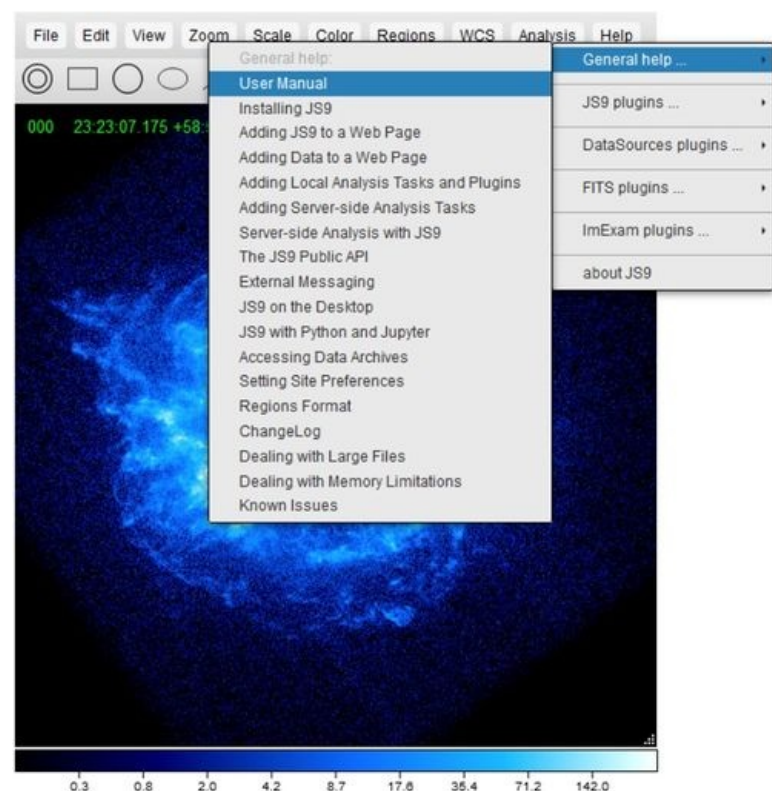 File Edit View Zoom Scale Color Regions WCS Analysis Help
000 23:23:07.175 +58:
General help:
User Manual
Installing JS9
Adding JS9 to a Web Page
Adding Data to a Web Page
Adding Local Analysis Tasks and Plugins
Adding Server-side Analysis Tasks
Server-side Analysis with JS9
The JS9 Public API
External Messaging
JS9 on the Desktop
JS9 with Python and Jupyter
Accessing Data Archives
Setting Site Preferences
Regions Format
ChangeLog
Dealing with Large Files
Dealing with Memory Limitations
Known Issues
General help ...
JS9 plugins ...
DataSources plugins ...
FITS plugins ...
ImExam plugins ...
about JS9
0.3 0.8 2.0 4.2 8.7 17.6 35.4 71.2 142.0